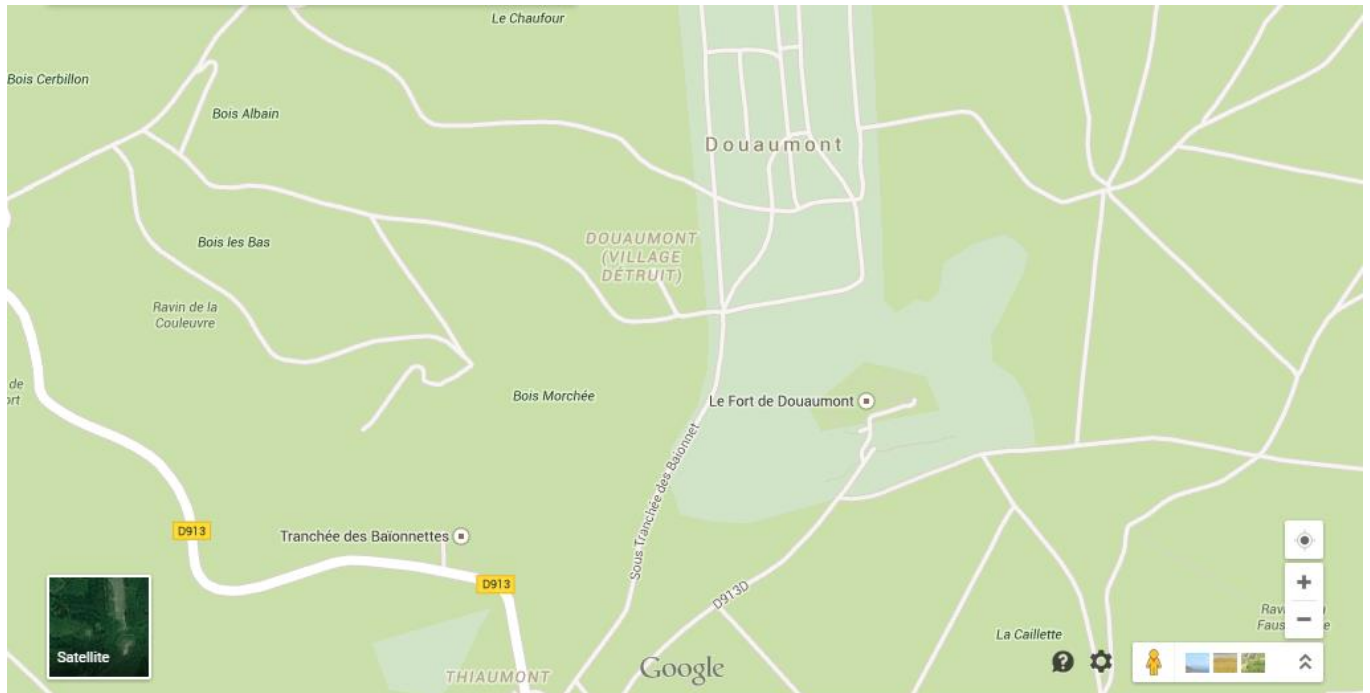 Le Chaufour
Bois Cerbillon
Bois Albain
Douaumont
DOUAUMONT
(VILLAGE
DÉTRUIT)
Bois les Bas
Ravin de la
Couleuvre
de
ort
Bois Morchée
Le Fort de Douaumont
Sous Tranchée des Baïonnet
D913
Tranchée des Baïonnettes
D913
D913D
Satellite
THIAUMONT
Google
La Caillette
Rav
Faus
+
−
?